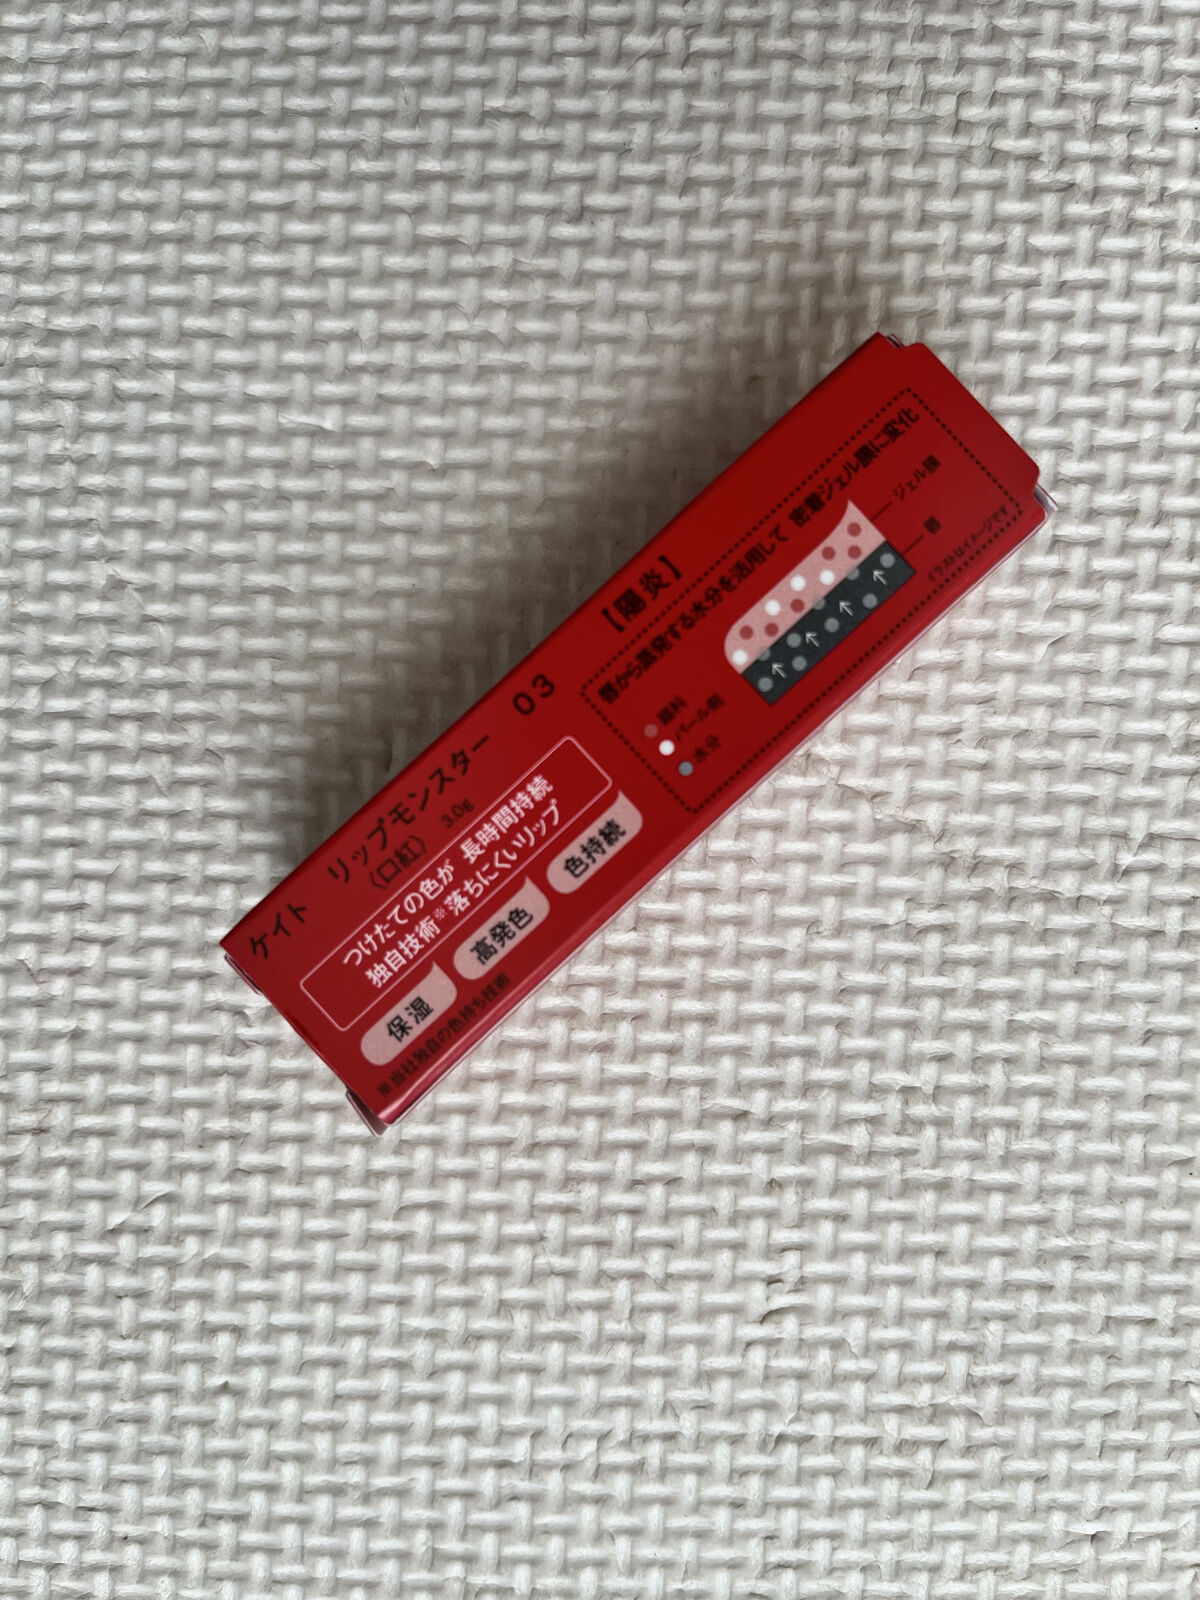 ケイト　リップモンスター　03　【陽炎】
〈口紅〉　3.0g
つけたての色が 長時間持続
独自技術※落ちにくいリップ
保湿　高発色　色持続
※当社独自の色持ち技術
唇から蒸発する水分を活用して 密着ジェル膜に変化
顔料
パール剤
水分
ジェル膜
唇
イラストはイメージです